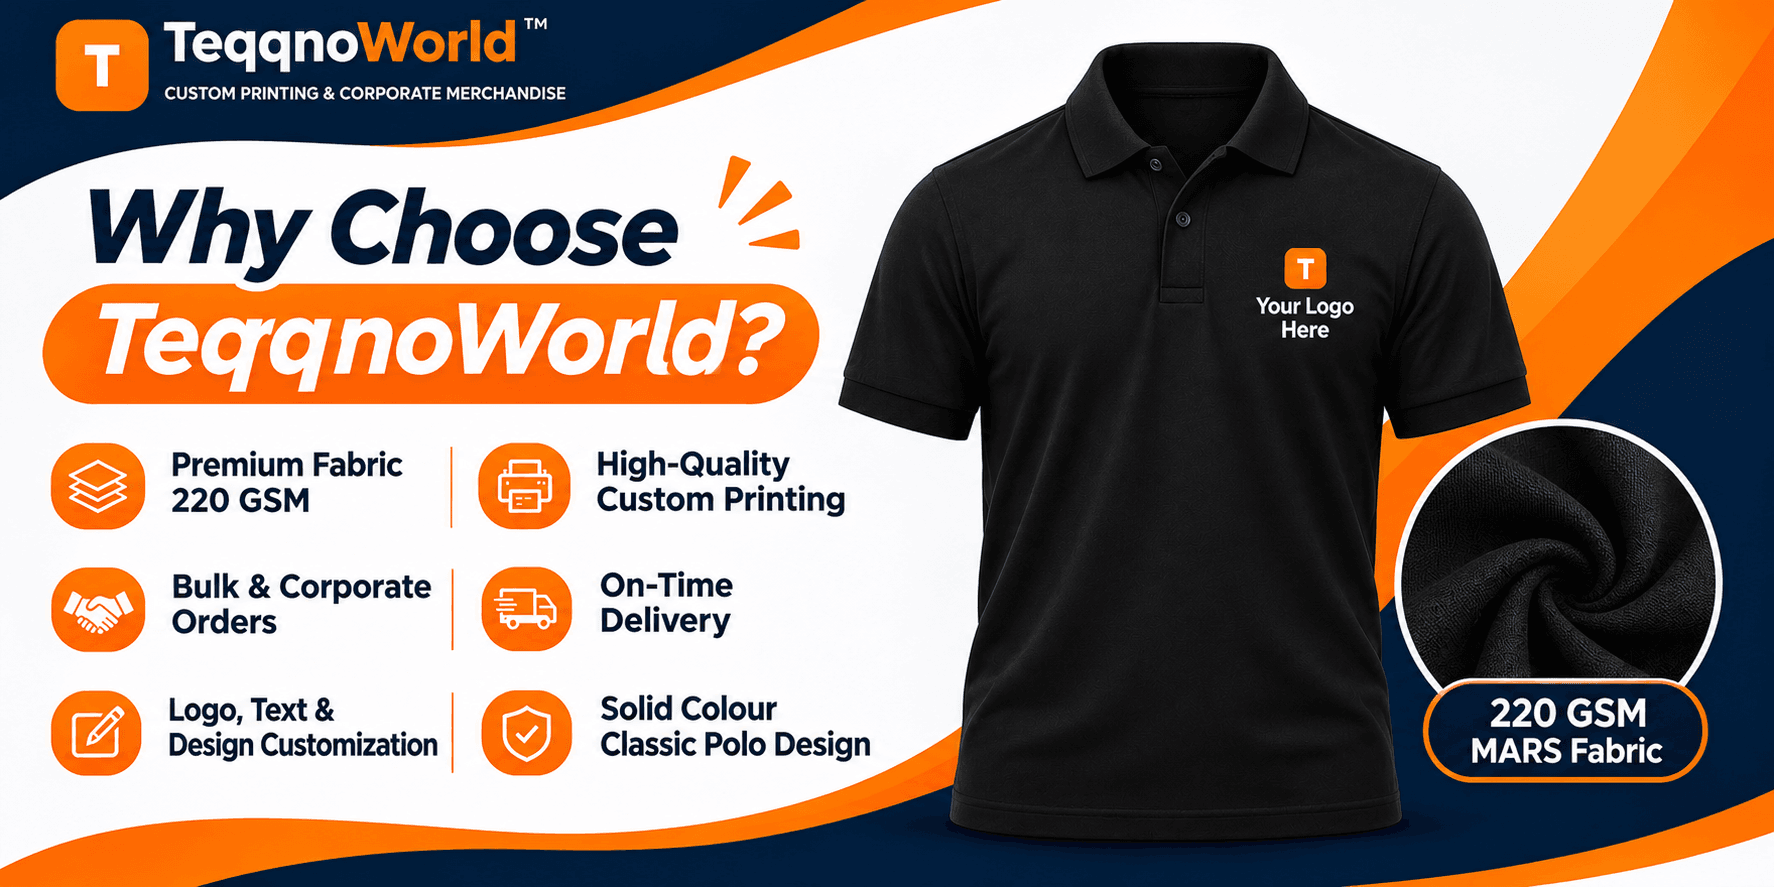 T
TeqqnoWorld™
CUSTOM PRINTING & CORPORATE MERCHANDISE
Why Choose
TeqqnoWorld?
Premium Fabric
220 GSM
High-Quality
Custom Printing
Bulk & Corporate
Orders
On-Time
Delivery
Logo, Text &
Design Customization
Solid Colour
Classic Polo Design
T
Your Logo
Here
220 GSM
MARS Fabric